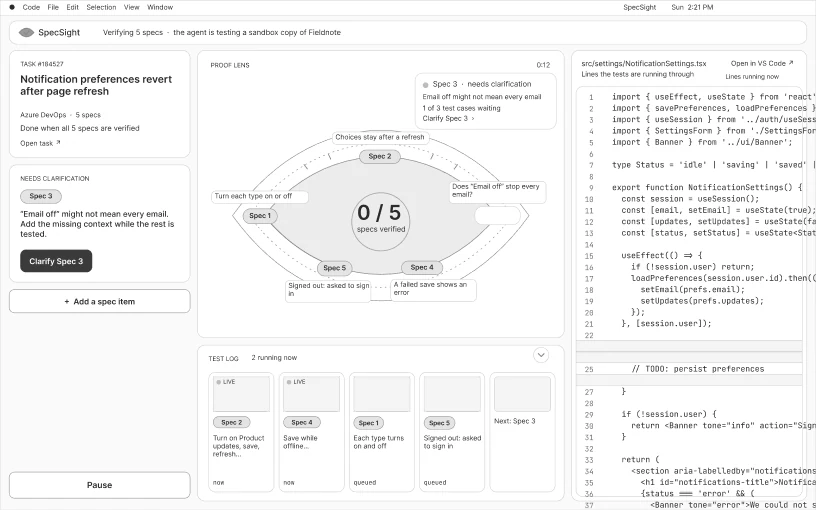 Code File Edit Selection View Window SpecSight Sun 2:21 PM
SpecSight Verifying 5 specs · the agent is testing a sandbox copy of Fieldnote
TASK #184527
Notification preferences revert
after page refresh
Azure DevOps · 5 specs
Done when all 5 specs are verified
Open task ↗
NEEDS CLARIFICATION
Spec 3
“Email off” might not mean every email.
Add the missing context while the rest is
tested.
Clarify Spec 3
+ Add a spec item
Pause
PROOF LENS 0:12
Spec 3 · needs clarification
Email off might not mean every email
1 of 3 test cases waiting
Clarify Spec 3 ›
Choices stay after a refresh
Spec 2
Turn each type on or off
Spec 1
Does “Email off” stop every
email?
0 / 5
specs verified
Spec 5
Signed out: asked to sign
in
Spec 4
A failed save shows an
error
TEST LOG 2 running now
LIVE
Spec 2
Turn on Product
updates, save,
refresh...
now
LIVE
Spec 4
Save while
offline...
now
Spec 1
Each type turns
on and off
queued
Spec 5
Signed out: asked
to sign in
queued
Next: Spec 3
src/settings/NotificationSettings.tsx Open in VS Code ↗
Lines the tests are running through Lines running now
1 import { useEffect, useState } from 'react'
2 import { savePreferences, loadPreferences }
3 import { useSession } from '../auth/useSess
4 import { SettingsForm } from './SettingsFor
5 import { Banner } from '../ui/Banner';
6
7 type Status = 'idle' | 'saving' | 'saved' |
8
9 export function NotificationSettings() {
10 const session = useSession();
11 const [email, setEmail] = useState(true);
12 const [updates, setUpdates] = useState(fa
13 const [status, setStatus] = useState<Stat
14
15 useEffect(() => {
16 if (!session.user) return;
17 loadPreferences(session.user.id).then((
18 setEmail(prefs.email);
19 setUpdates(prefs.updates);
20 });
21 }, [session.user]);
22
25 // TODO: persist preferences
27 }
28
29 if (!session.user) {
30 return <Banner tone="info" action="Sign
31 }
32
33 return (
34 <section aria-labelledby="notifications
35 <h1 id="notifications-title">Notifica
36 {status === 'error' && (
37 <Banner tone="error">We could not s